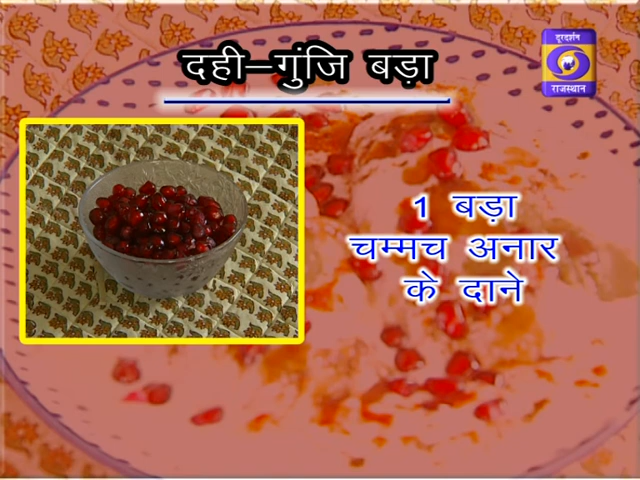 दही–गुंजि बड़ा
दूरदर्शन
राजस्थान
1 बड़ा
चम्मच अनार
के दाने